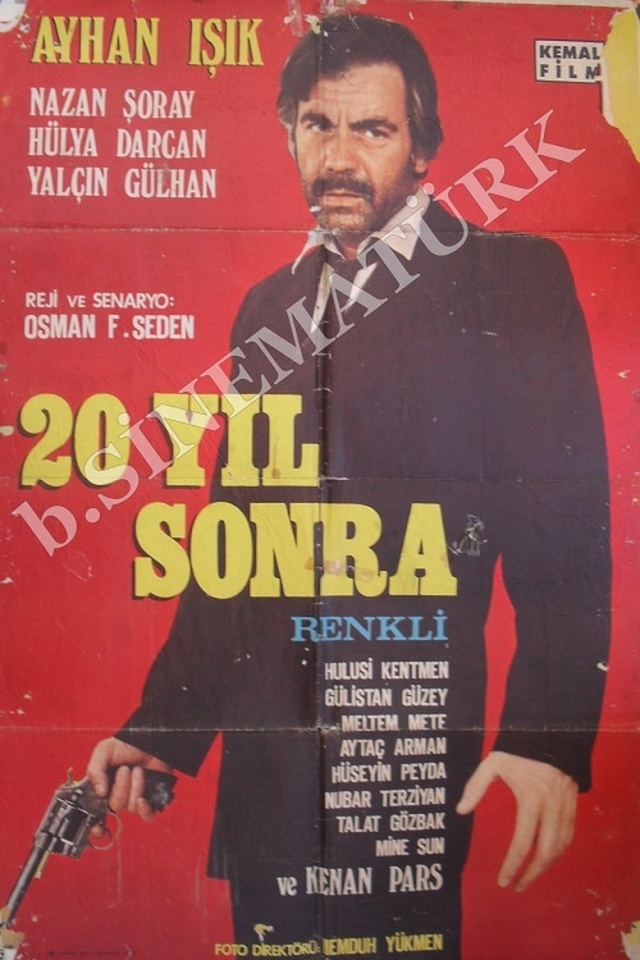 AYHAN IŞIK
KEMAL
FİLM
NAZAN ŞORAY
HÜLYA DARCAN
YALÇIN GÜLHAN
REJİ VE SENARYO:
OSMAN F. SEDEN
20 YIL
SONRA
RENKLİ
HULUSİ KENTMEN
GÜLİSTAN GÜZEY
MELTEM METE
AYTAÇ ARMAN
HÜSEYİN PEYDA
NUBAR TERZİYAN
TALAT GÖZBAK
MİNE SUN
ve KENAN PARS
FOTO DİREKTÖRÜ: MEMDUH YÜKMEN
b.SİNEMATÜRK